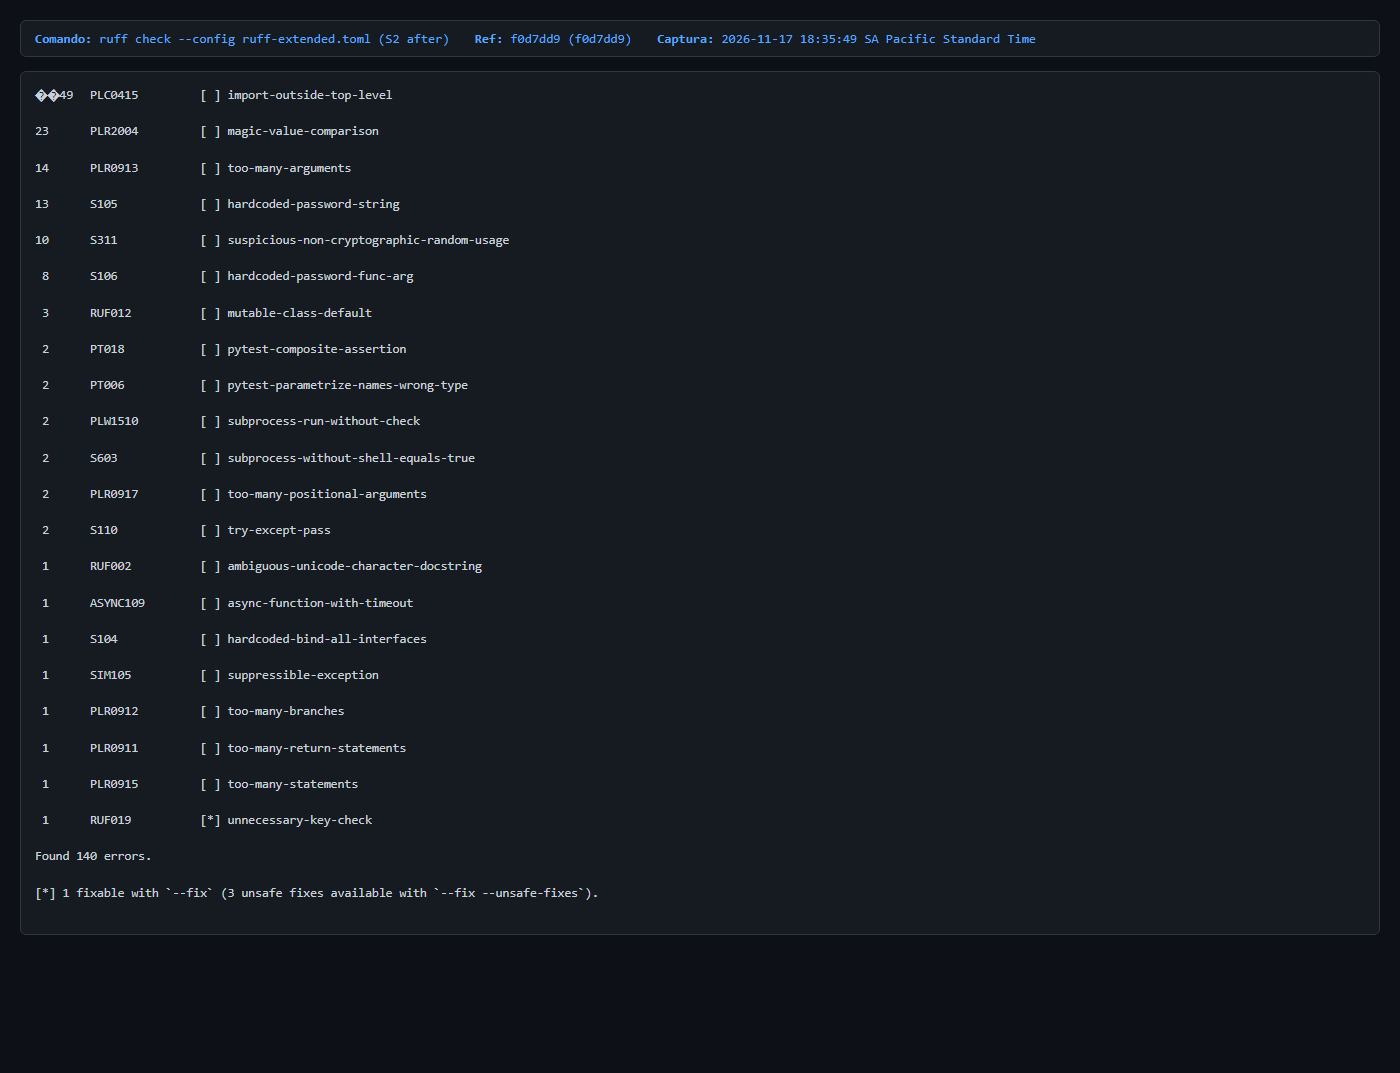 Comando: ruff check --config ruff-extended.toml (S2 after) Ref: f0d7dd9 (f0d7dd9) Captura: 2026-11-17 18:35:49 SA Pacific Standard Time
��49 PLC0415 [ ] import-outside-top-level
23 PLR2004 [ ] magic-value-comparison
14 PLR0913 [ ] too-many-arguments
13 S105 [ ] hardcoded-password-string
10 S311 [ ] suspicious-non-cryptographic-random-usage
8 S106 [ ] hardcoded-password-func-arg
3 RUF012 [ ] mutable-class-default
2 PT018 [ ] pytest-composite-assertion
2 PT006 [ ] pytest-parametrize-names-wrong-type
2 PLW1510 [ ] subprocess-run-without-check
2 S603 [ ] subprocess-without-shell-equals-true
2 PLR0917 [ ] too-many-positional-arguments
2 S110 [ ] try-except-pass
1 RUF002 [ ] ambiguous-unicode-character-docstring
1 ASYNC109 [ ] async-function-with-timeout
1 S104 [ ] hardcoded-bind-all-interfaces
1 SIM105 [ ] suppressible-exception
1 PLR0912 [ ] too-many-branches
1 PLR0911 [ ] too-many-return-statements
1 PLR0915 [ ] too-many-statements
1 RUF019 [*] unnecessary-key-check
Found 140 errors.
[*] 1 fixable with `--fix` (3 unsafe fixes available with `--fix --unsafe-fixes`).